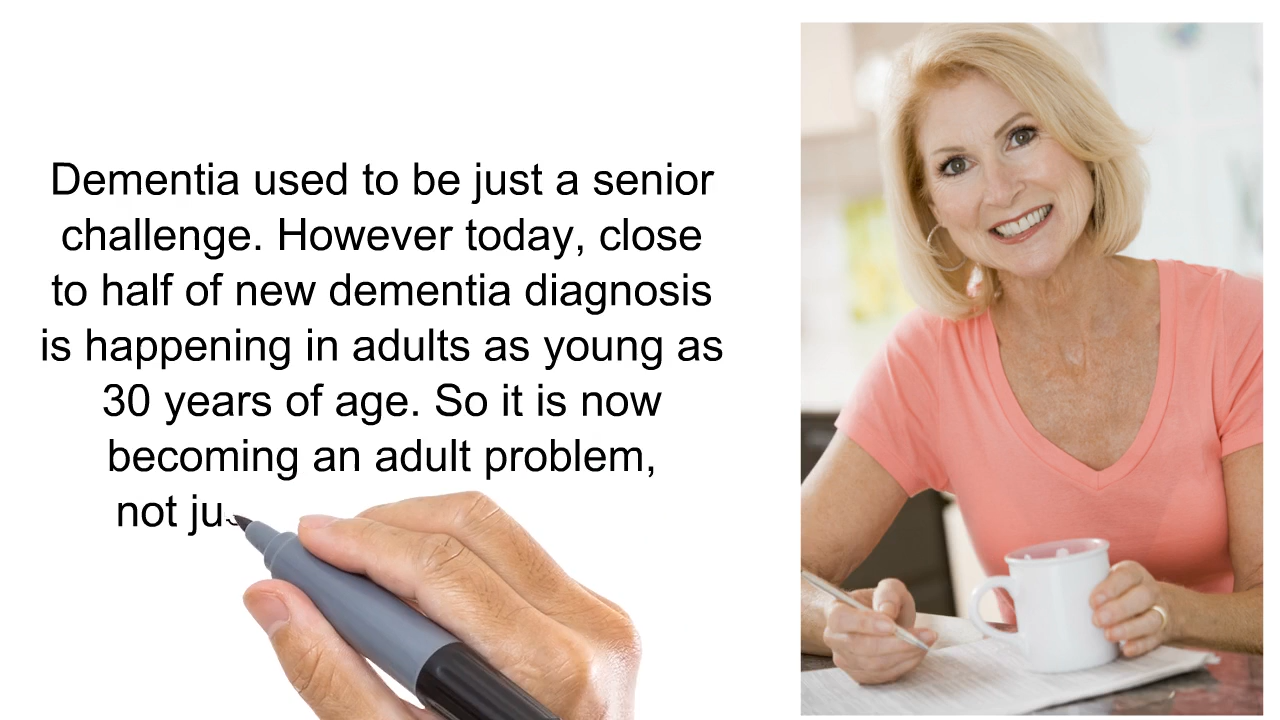 Dementia used to be just a senior
challenge. However today, close
to half of new dementia diagnosis
is happening in adults as young as
30 years of age. So it is now
becoming an adult problem,
not